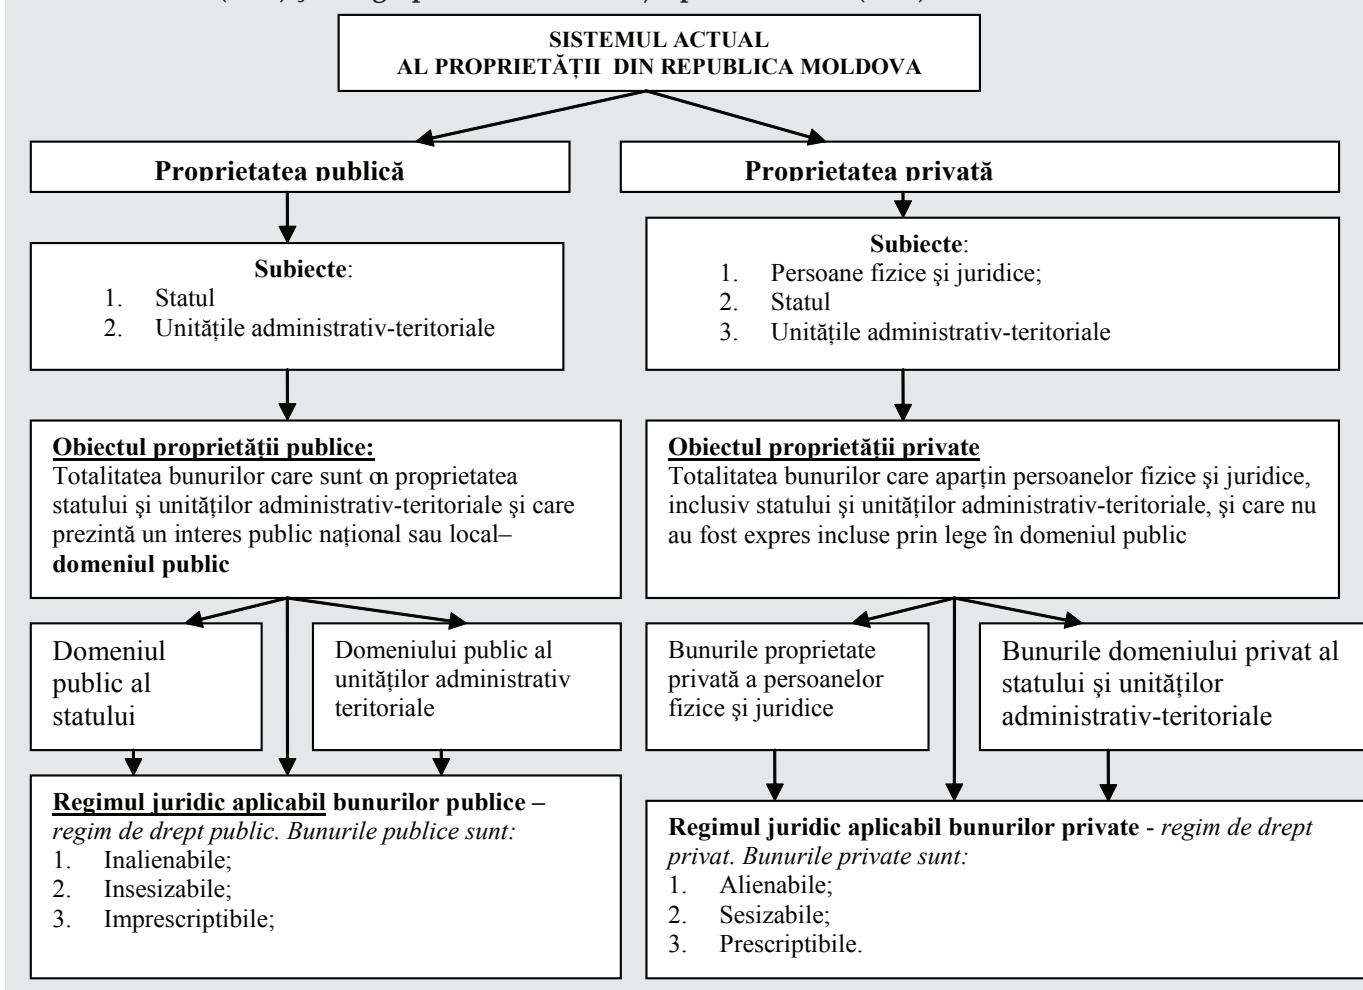 SISTEMUL ACTUAL
AL PROPRIETĂȚII DIN REPUBLICA MOLDOVA
Proprietatea publică
Proprietatea privată
Subiecte:
1. Statul
2. Unitățile administrativ-teritoriale
Subiecte:
1. Persoane fizice şi juridice;
2. Statul
3. Unitățile administrativ-teritoriale
Obiectul proprietății publice:
Totalitatea bunurilor care sunt œn proprietatea
statului şi unităților administrativ-teritoriale şi care
prezintă un interes public național sau local–
domeniul public
Obiectul proprietății private
Totalitatea bunurilor care aparțin persoanelor fizice şi juridice,
inclusiv statului şi unităților administrativ-teritoriale, şi care nu
au fost expres incluse prin lege în domeniul public
Domeniul
public al
statului
Domeniului public al
unităților administrativ
teritoriale
Bunurile proprietate
privată a persoanelor
fizice şi juridice
Bunurile domeniului privat al
statului şi unităților
administrativ-teritoriale
Regimul juridic aplicabil bunurilor publice –
regim de drept public. Bunurile publice sunt:
1. Inalienabile;
2. Insesizabile;
3. Imprescriptibile;
Regimul juridic aplicabil bunurilor private - regim de drept
privat. Bunurile private sunt:
1. Alienabile;
2. Sesizabile;
3. Prescriptibile.